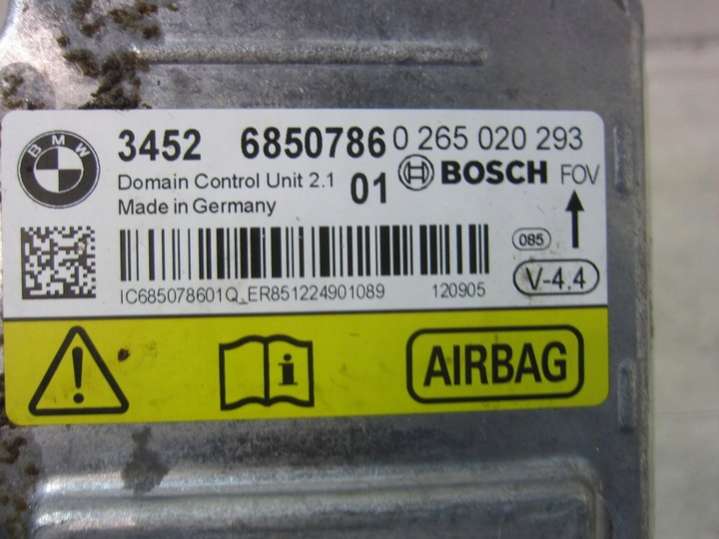 BMW
3452 6850786 0 265 020 293
Domain Control Unit 2.1 01 BOSCH FOV
Made in Germany
085
V-4.4
IC685078601Q_ER851224901089 120905
i
AIRBAG